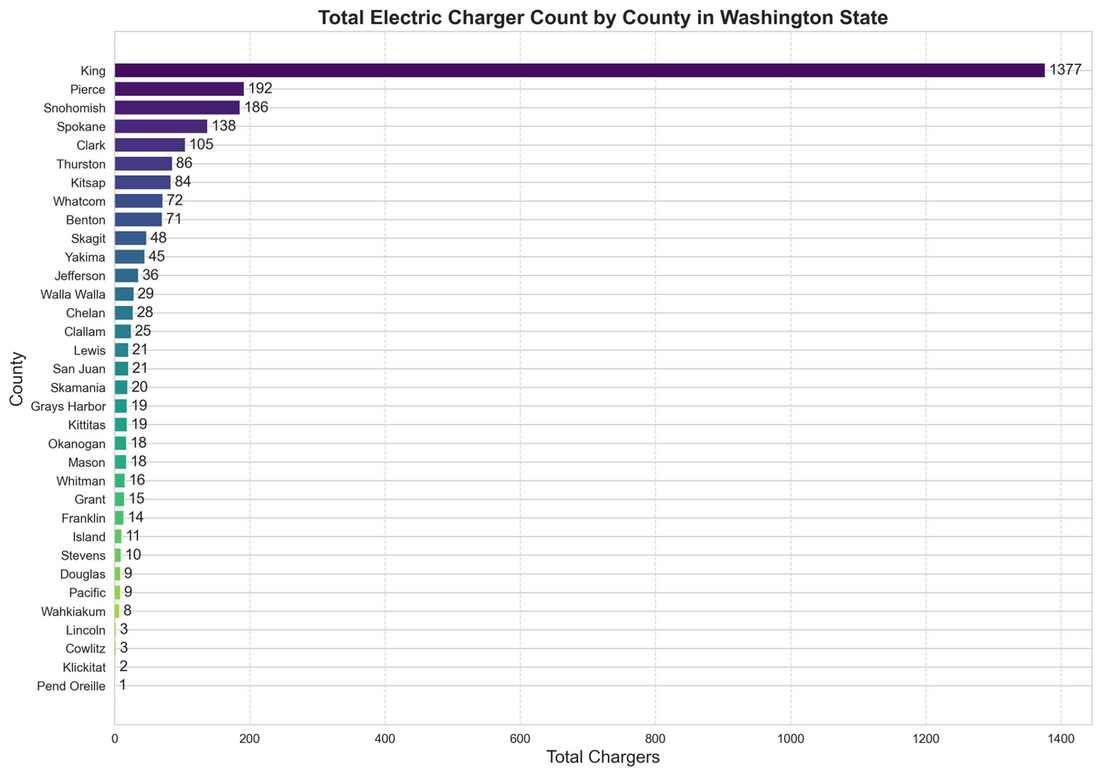 Total Electric Charger Count by County in Washington State
King 1377
Pierce 192
Snohomish 186
Spokane 138
Clark 105
Thurston 86
Kitsap 84
Whatcom 72
Benton 71
Skagit 48
Yakima 45
Jefferson 36
Walla Walla 29
Chelan 28
Clallam 25
Lewis 21
San Juan 21
Skamania 20
Grays Harbor 19
Kittitas 19
Okanogan 18
Mason 18
Whitman 16
Grant 15
Franklin 14
Island 11
Stevens 10
Douglas 9
Pacific 9
Wahkiakum 8
Lincoln 3
Cowlitz 3
Klickitat 2
Pend Oreille 1
County
0 200 400 600 800 1000 1200 1400
Total Chargers